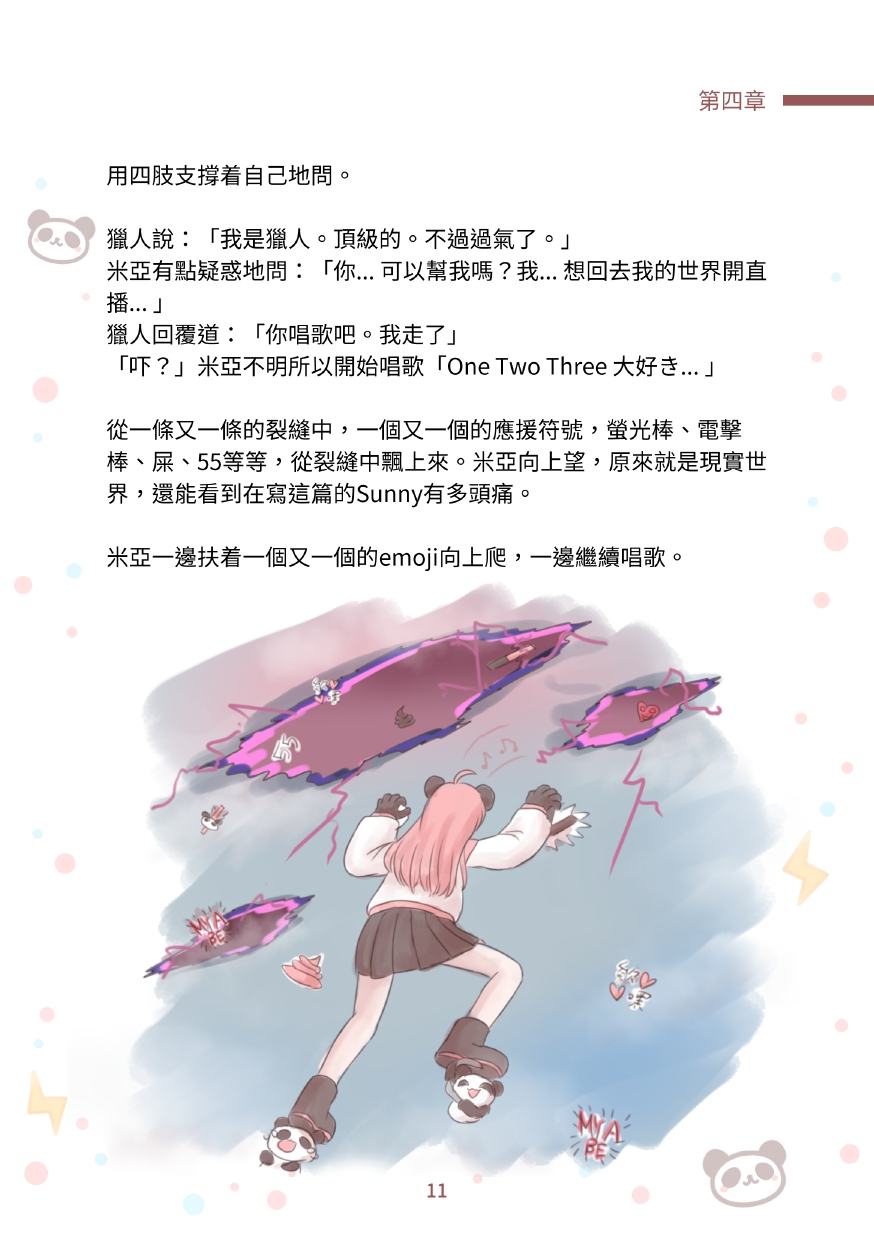 第四章
用四肢支撐着自己地問。
獵人說：「我是獵人。頂級的。不過過氣了。」
米亞有點疑惑地問：「你... 可以幫我嗎？我... 想回去我的世界開直
播... 」
獵人回覆道：「你唱歌吧。我走了」
「吓？」米亞不明所以開始唱歌「One Two Three 大好き... 」
從一條又一條的裂縫中，一個又一個的應援符號，螢光棒、電擊
棒、屎、55等等，從裂縫中飄上來。米亞向上望，原來就是現實世
界，還能看到在寫這篇的Sunny有多頭痛。
米亞一邊扶着一個又一個的emoji向上爬，一邊繼續唱歌。
55
MYA
BE
MYA
BE
11